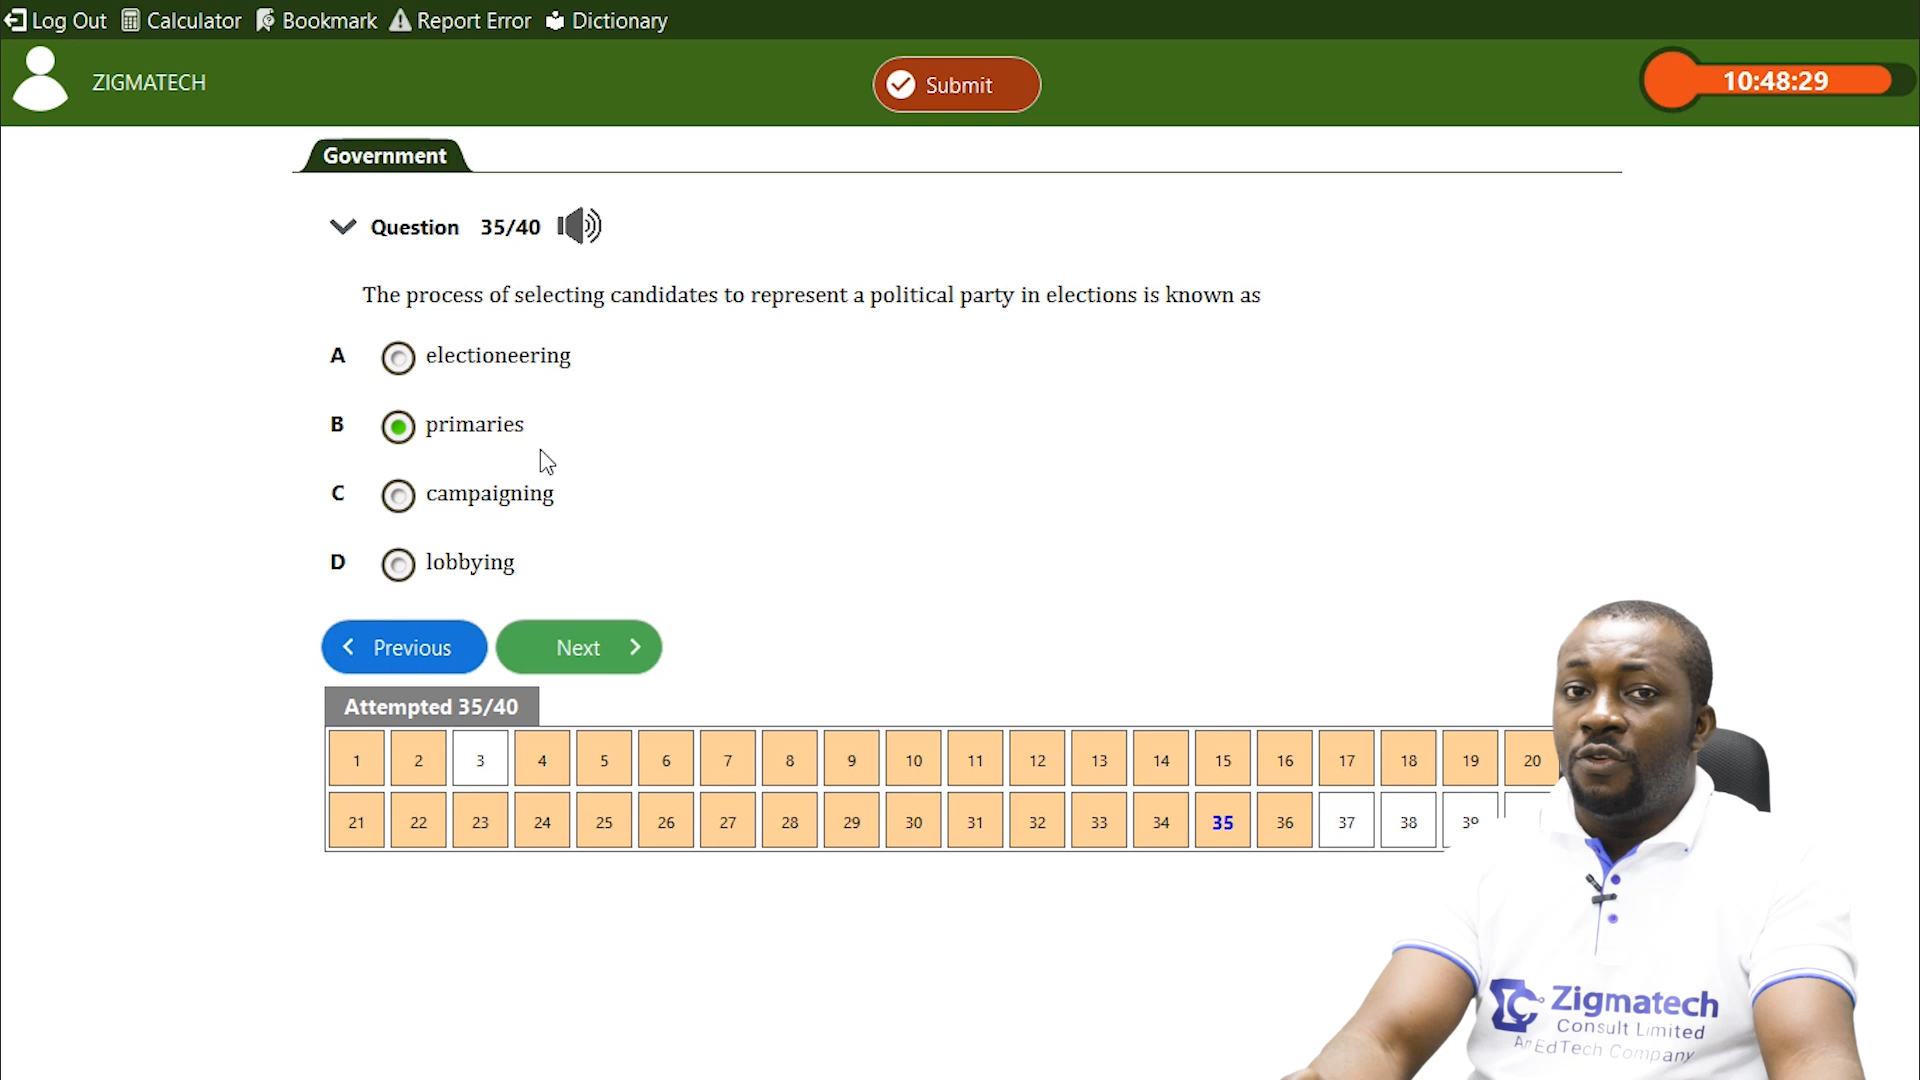 Log Out Calculator Bookmark Report Error Dictionary
ZIGMATECH
Submit
10:48:29
Government
Question 35/40
The process of selecting candidates to represent a political party in elections is known as
A electioneering
B primaries
C campaigning
D lobbying
Previous Next
Attempted 35/40
1 2 3 4 5 6 7 8 9 10 11 12 13 14 15 16 17 18 19 20
21 22 23 24 25 26 27 28 29 30 31 32 33 34 35 36 37 38 39
Zigmatech
Consult Limited
An EdTech Company